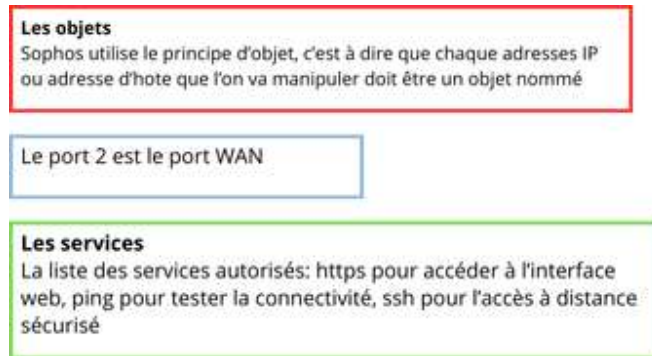 Les objets
Sophos utilise le principe d'objet, c'est à dire que chaque adresses IP
ou adresse d'hote que l'on va manipuler doit être un objet nommé
Le port 2 est le port WAN
Les services
La liste des services autorisés: https pour accéder à l'interface
web, ping pour tester la connectivité, ssh pour l'accès à distance
sécurisé